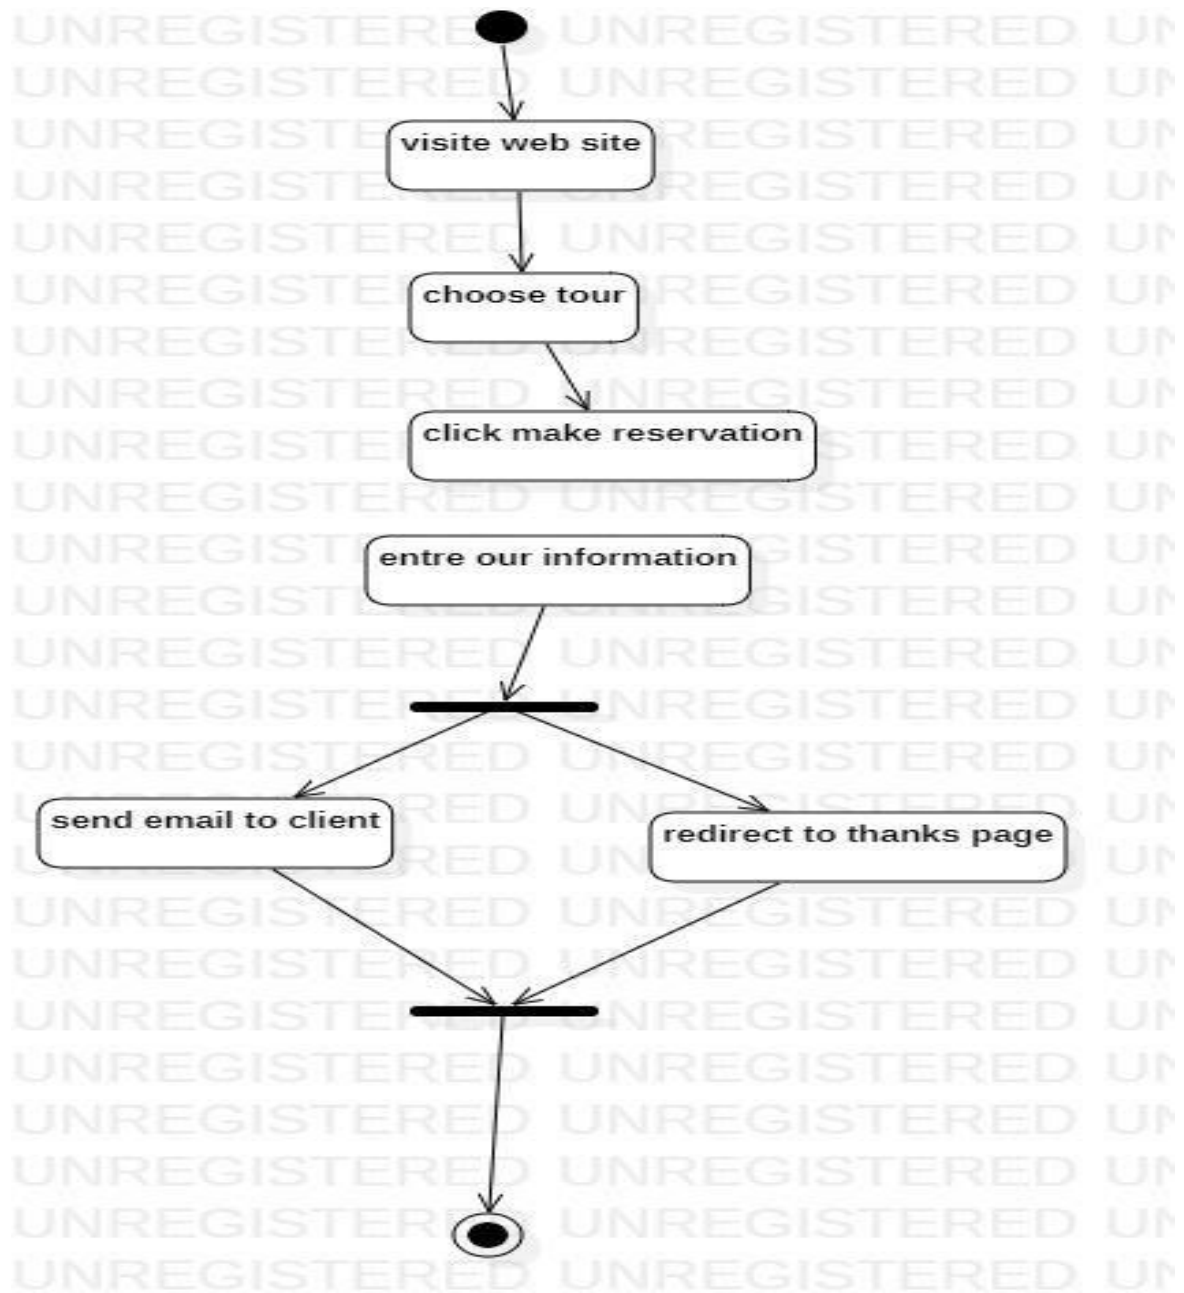 visite web site
choose tour
click make reservation
entre our information
send email to client
redirect to thanks page
UNREGISTERED